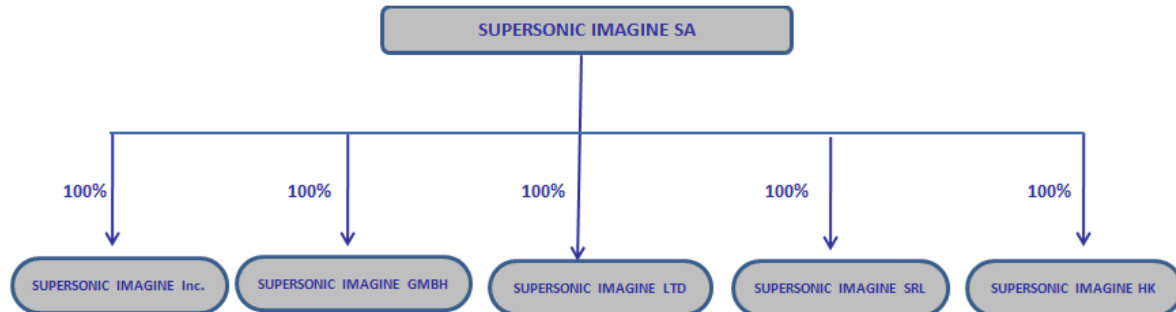 SUPERSONIC IMAGINE SA
100%
100%
100%
100%
100%
SUPERSONIC IMAGINE Inc.
SUPERSONIC IMAGINE GMBH
SUPERSONIC IMAGINE LTD
SUPERSONIC IMAGINE SRL
SUPERSONIC IMAGINE HK